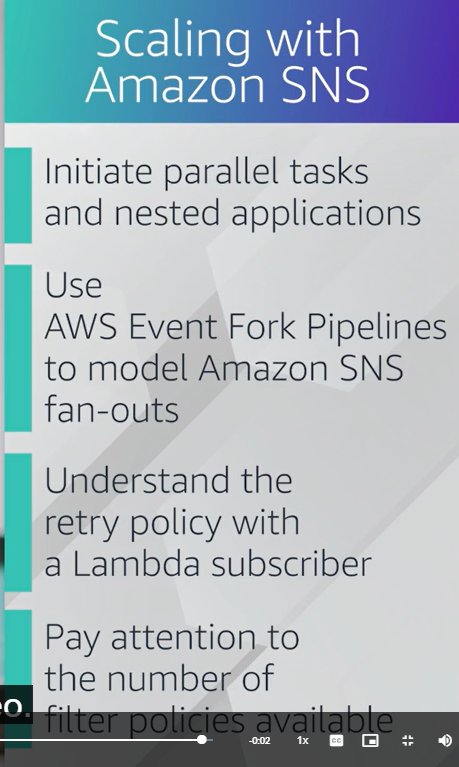 Scaling with
Amazon SNS
Initiate parallel tasks
and nested applications
Use
AWS Event Fork Pipelines
to model Amazon SNS
fan-outs
Understand the
retry policy with
a Lambda subscriber
Pay attention to
the number of
eo.
filter policies available
-0:02 1x CC